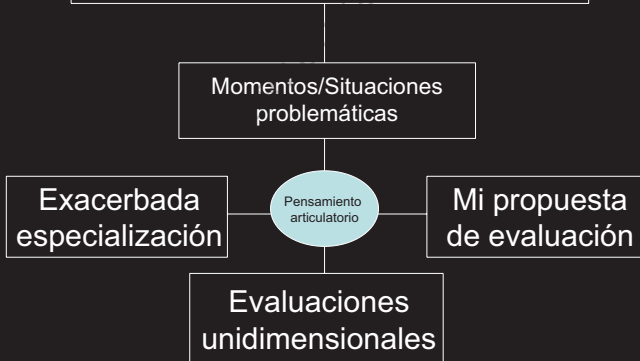 Momentos/Situaciones
problemáticas
Exacerbada
especialización
Pensamiento
articulatorio
Mi propuesta
de evaluación
Evaluaciones
unidimensionales